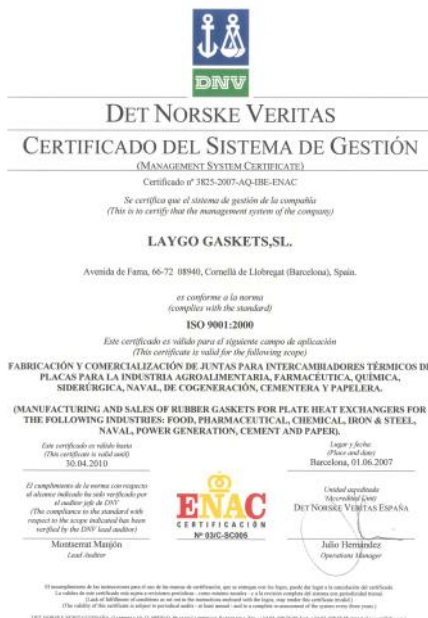 DNV
DET NORSKE VERITAS
CERTIFICADO DEL SISTEMA DE GESTIÓN
(MANAGEMENT SYSTEM CERTIFICATE)
Certificado nº 3825-2007-AQ-IBE-ENAC
Se certifica que el sistema de gestión de la compañía
(This is to certify that the management system of the company)
LAYGO GASKETS,SL.
Avenida de Fama, 66-72 08940, Cornellà de Llobregat (Barcelona), Spain.
es conforme a la norma
(complies with the standard)
ISO 9001:2000
Este certificado es válido para el siguiente campo de aplicación
(This certificate is valid for the following scope)
FABRICACIÓN Y COMERCIALIZACIÓN DE JUNTAS PARA INTERCAMBIADORES TÉRMICOS DE
PLACAS PARA LA INDUSTRIA AGROALIMENTARIA, FARMACÉUTICA, QUÍMICA,
SIDERÚRGICA, NAVAL, DE COGENERACIÓN, CEMENTERA Y PAPELERA.
(MANUFACTURING AND SALES OF RUBBER GASKETS FOR PLATE HEAT EXCHANGERS FOR
THE FOLLOWING INDUSTRIES: FOOD, PHARMACEUTICAL, CHEMICAL, IRON & STEEL,
NAVAL, POWER GENERATION, CEMENT AND PAPER).
Este certificado es válido hasta
(This certificate is valid until)
30.04.2010
Lugar y fecha
(Place and date)
Barcelona, 01.06.2007
El cumplimiento de la norma con respecto
al alcance indicado ha sido verificado por
el auditor jefe de DNV
(The compliance to the standard with
respect to the scope indicated has been
verified by the DNV lead auditor)
Montserrat Manjón
Lead Auditor
ENAC
CERTIFICACIÓN
Nº 03/C-SC005
Unidad acreditada
(Accredited Unit)
DET NORSKE VERITAS ESPAÑA
Julio Hernández
Operations Manager